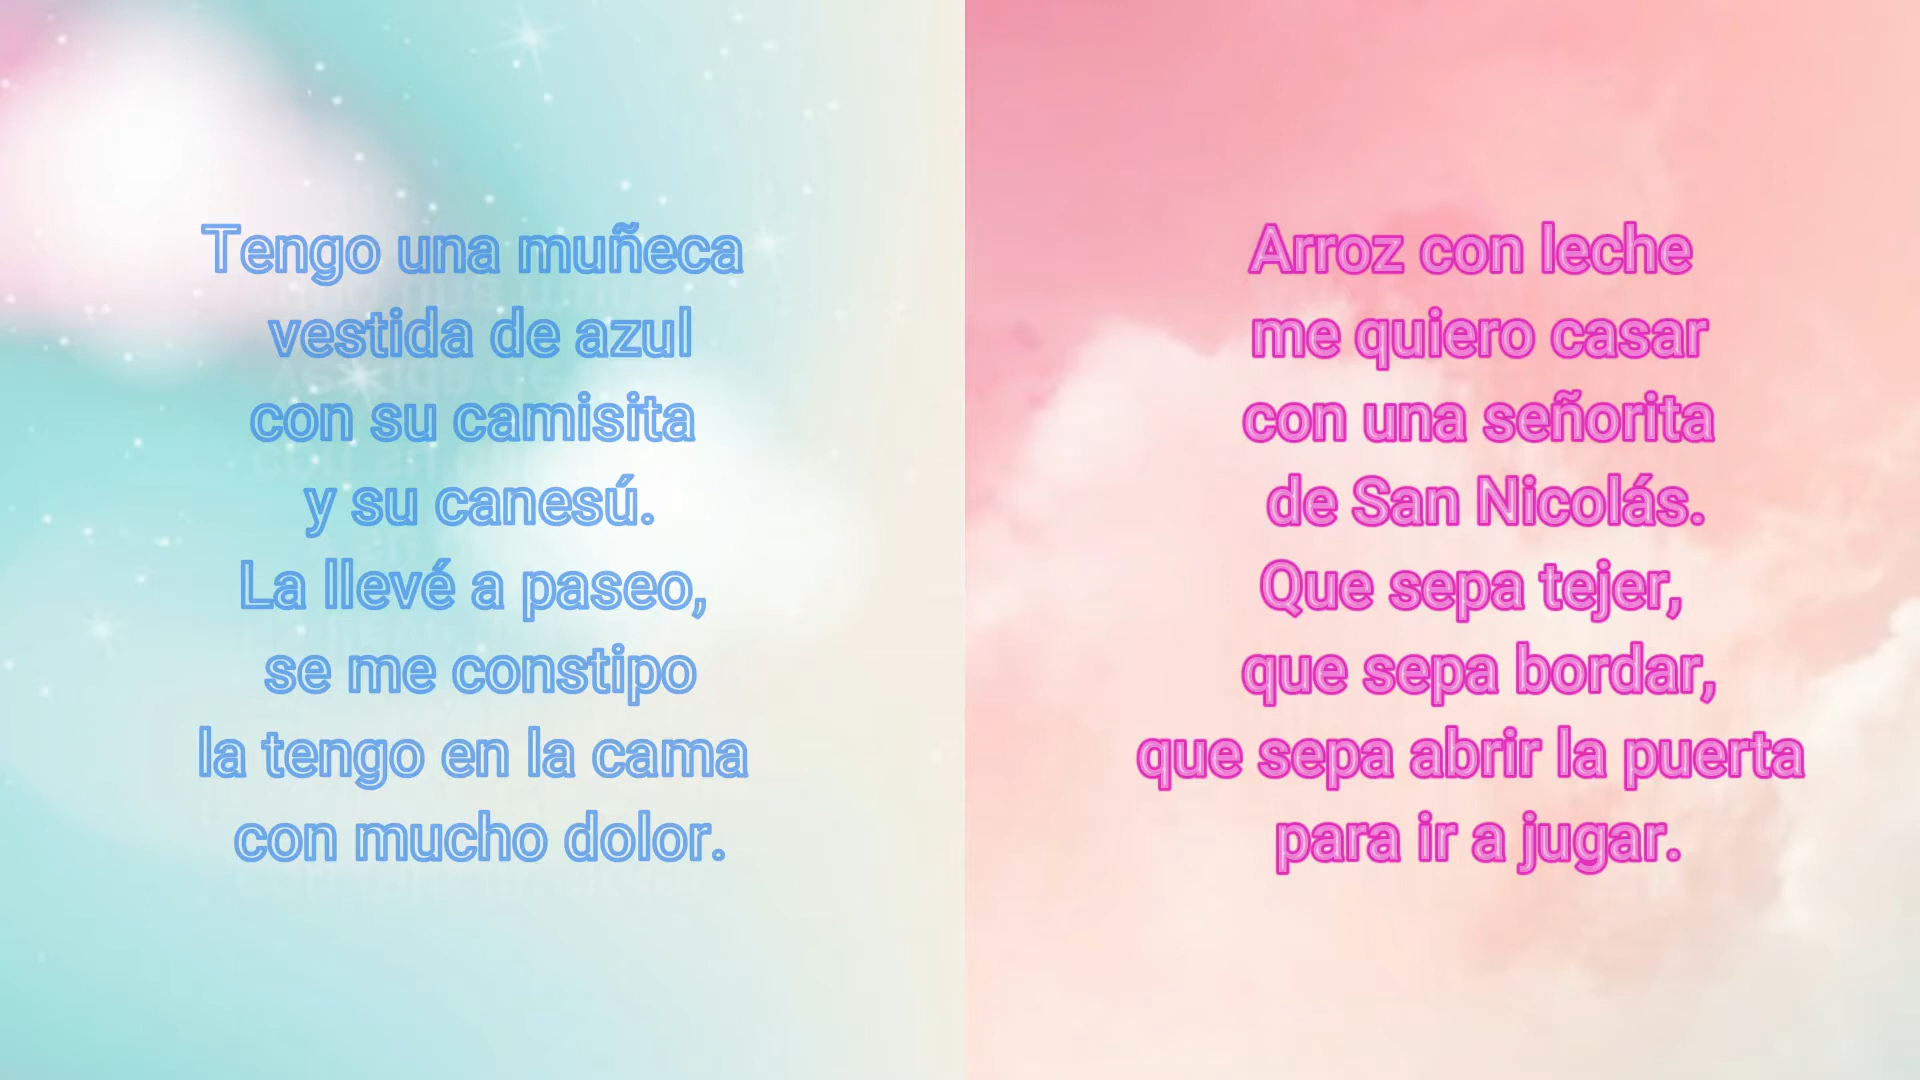 Tengo una muñeca
vestida de azul
con su camisita
y su canesú.
La llevé a paseo,
se me constipo
la tengo en la cama
con mucho dolor.
Arroz con leche
me quiero casar
con una señorita
de San Nicolás.
Que sepa tejer,
que sepa bordar,
que sepa abrir la puerta
para ir a jugar.